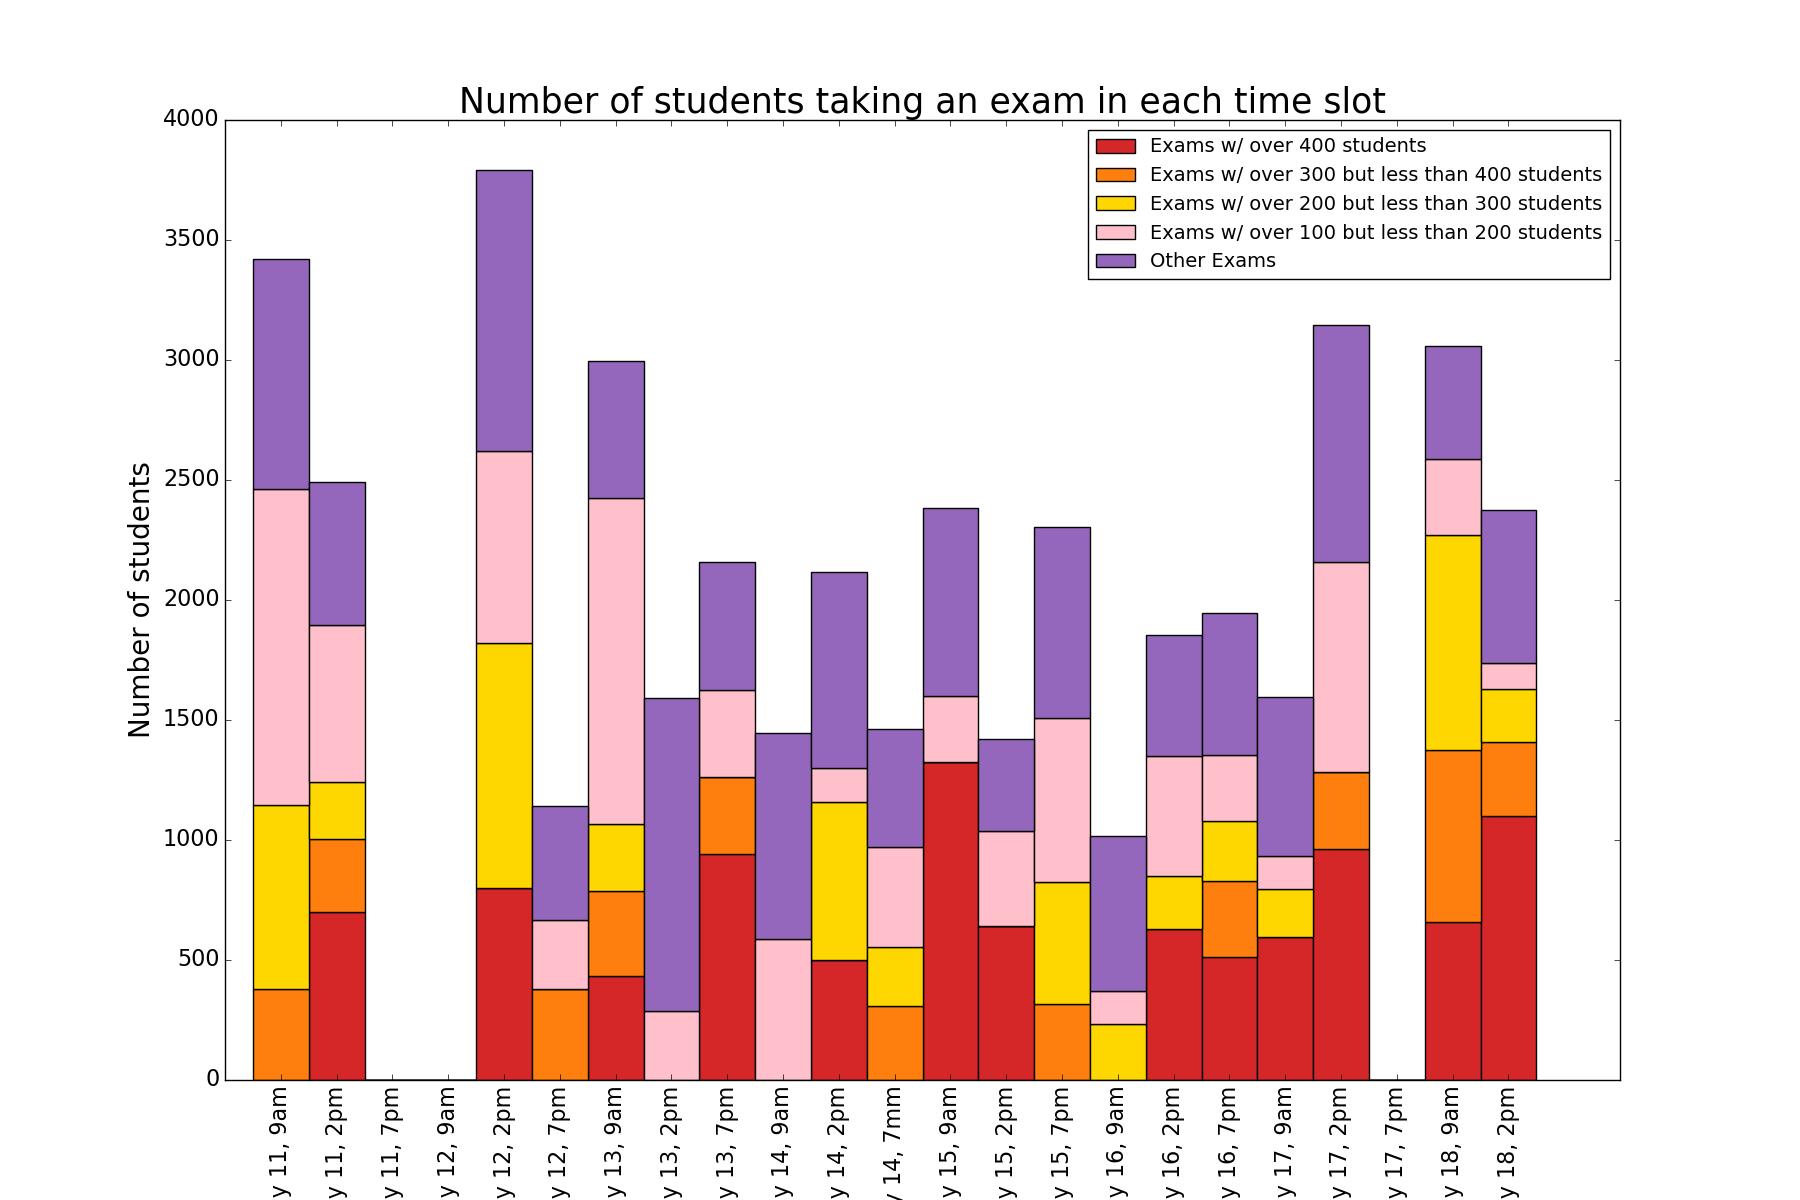 Number of students taking an exam in each time slot
4000
3500
3000
2500
2000
1500
1000
500
0
Number of students
Exams w/ over 400 students
Exams w/ over 300 but less than 400 students
Exams w/ over 200 but less than 300 students
Exams w/ over 100 but less than 200 students
Other Exams
y 11, 9am
y 11, 2pm
y 11, 7pm
y 12, 9am
y 12, 2pm
y 12, 7pm
y 13, 9am
y 13, 2pm
y 13, 7pm
y 14, 9am
y 14, 2pm
y 14, 7mm
y 15, 9am
y 15, 2pm
y 15, 7pm
y 16, 9am
y 16, 2pm
y 16, 7pm
y 17, 9am
y 17, 2pm
y 17, 7pm
y 18, 9am
y 18, 2pm